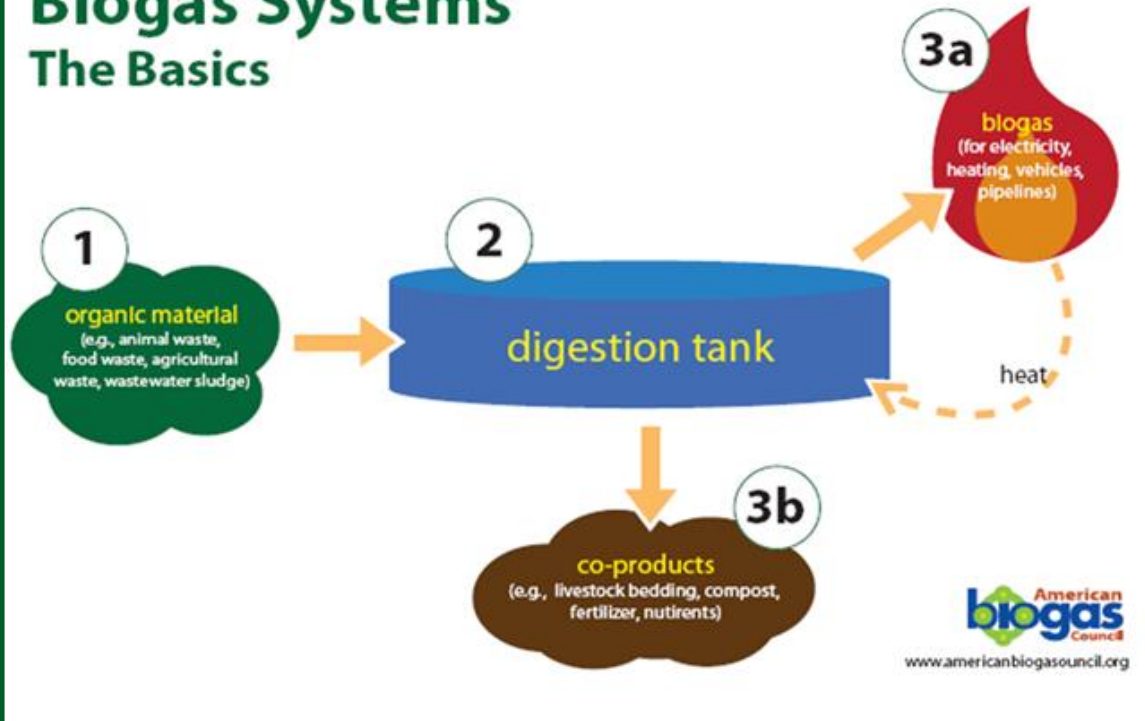 Biogas Systems
The Basics
1
organic material
(e.g., animal waste,
food waste, agricultural
waste, wastewater sludge)
2
digestion tank
3a
biogas
(for electricity,
heating, vehicles,
pipelines)
heat
3b
co-products
(e.g., livestock bedding, compost,
fertilizer, nutirents)
American
biogas
Council
www.americanbiogasouncil.org